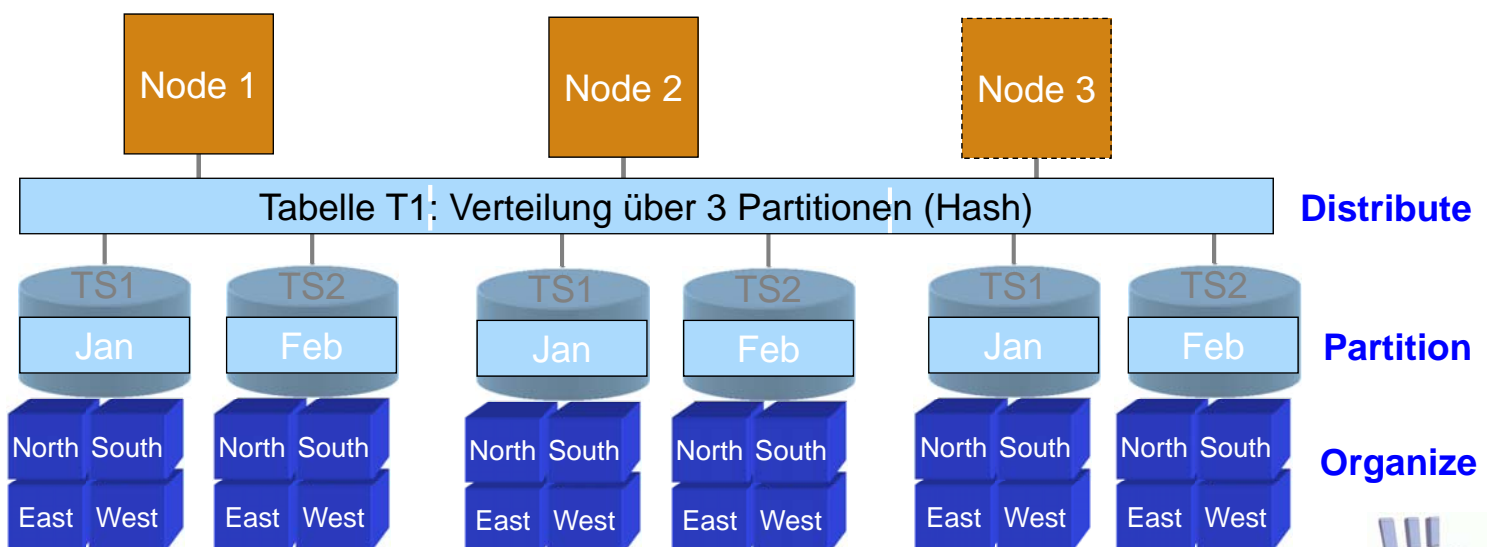 Node 1
Node 2
Node 3
Tabelle T1: Verteilung über 3 Partitionen (Hash)
Distribute
TS1 TS2 TS1 TS2 TS1 TS2
Jan Feb Jan Feb Jan Feb
Partition
North South North South North South North South North South North South
Organize
East West East West East West East West East West East West